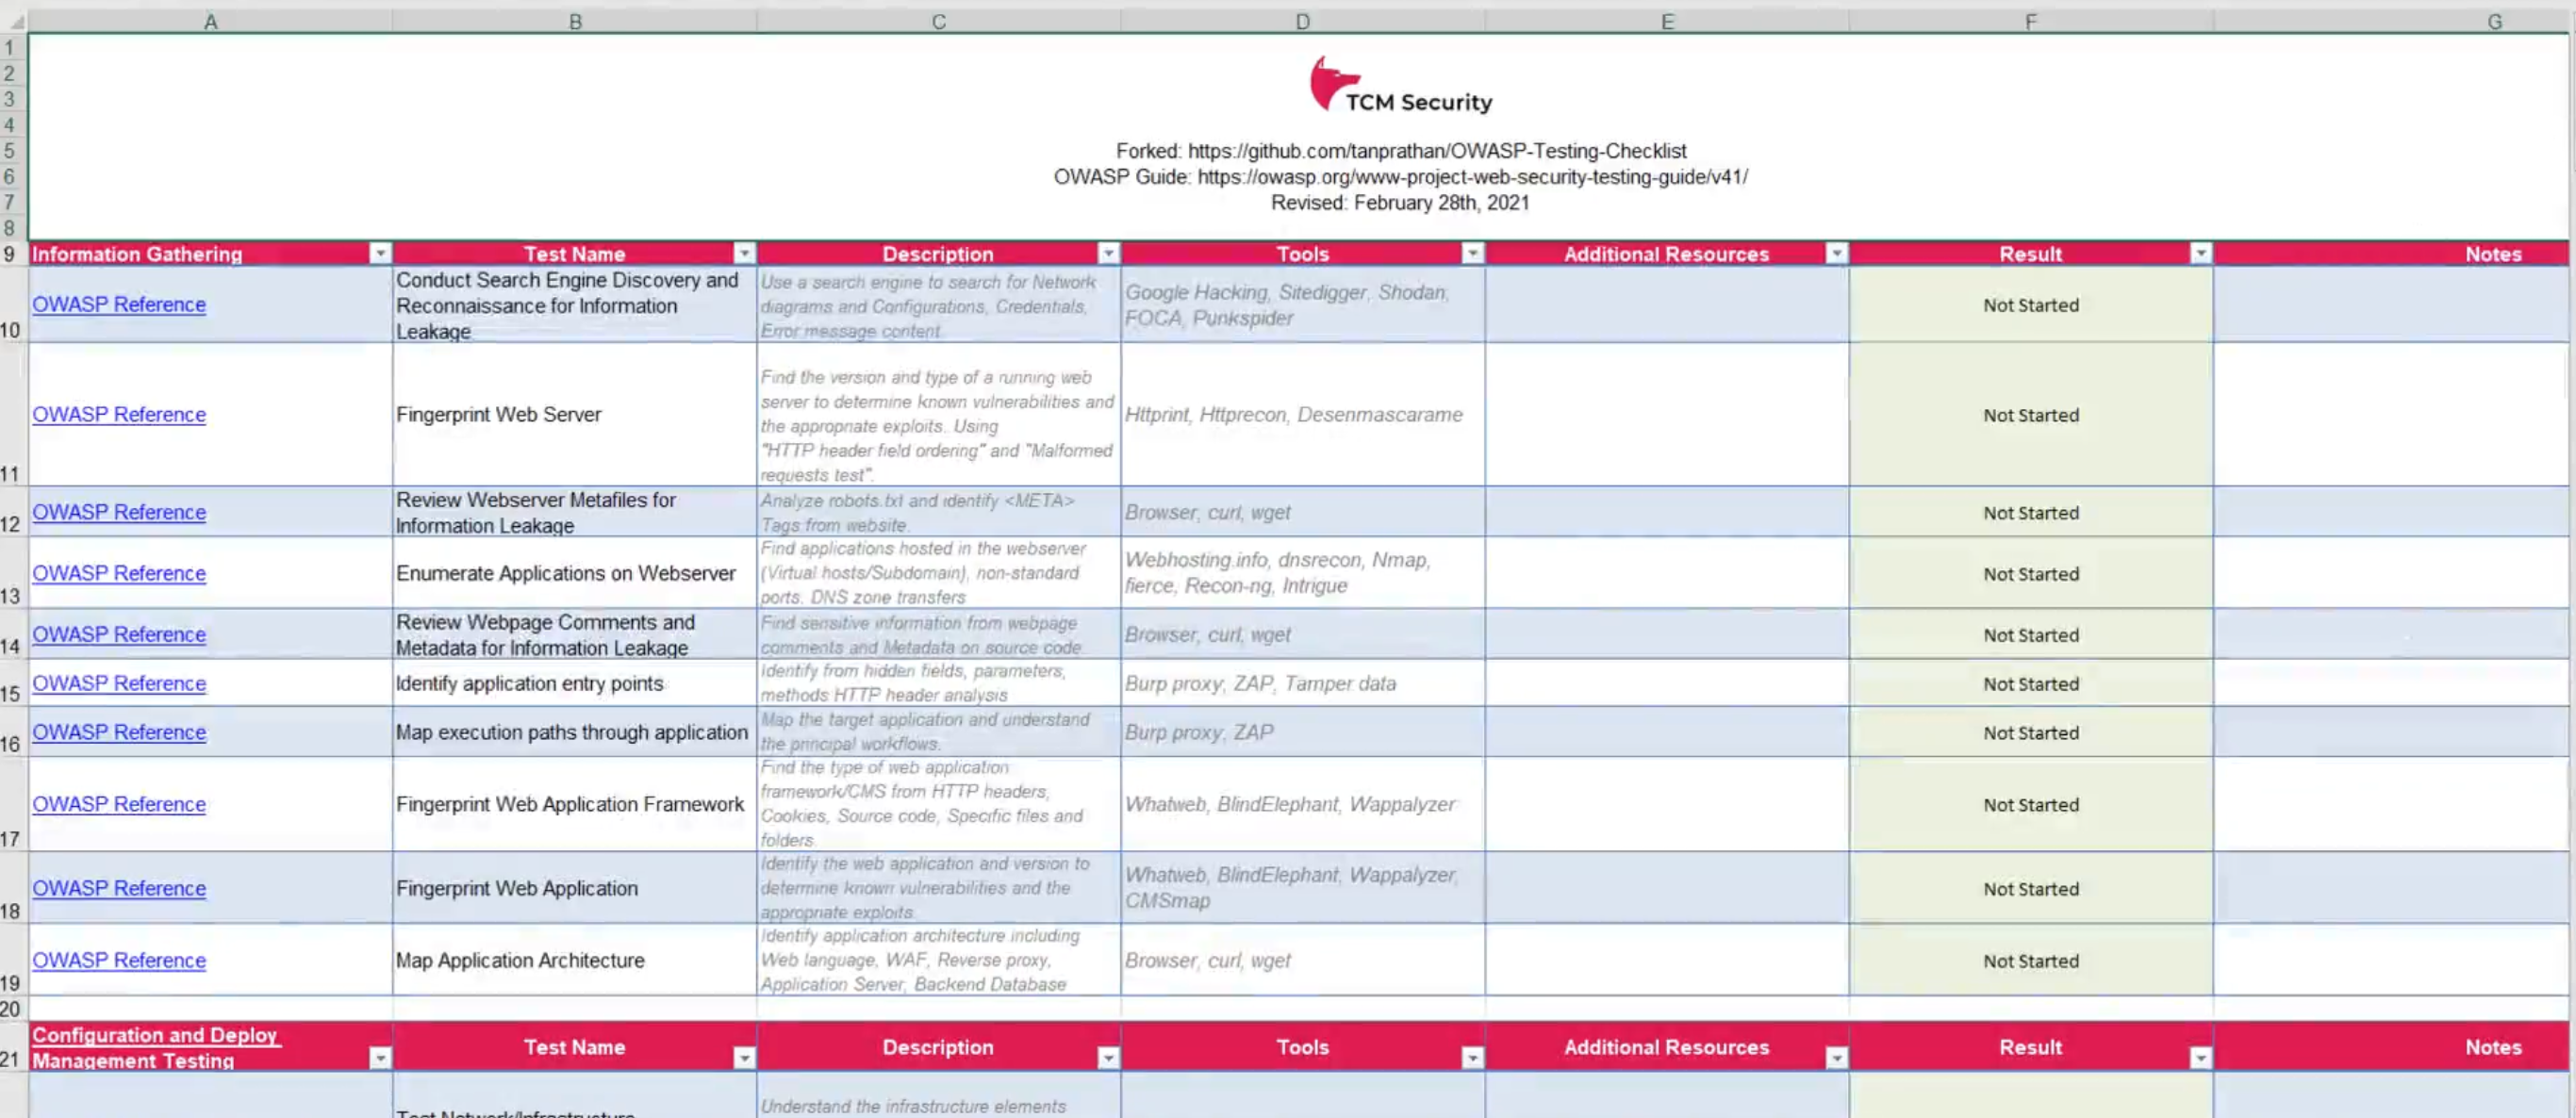 A B C D E F G
1
2
3
TCM Security
4
5 Forked: https://github.com/tanprathan/OWASP-Testing-Checklist
6 OWASP Guide: https://owasp.org/www-project-web-security-testing-guide/v41/
7 Revised: February 28th, 2021
8
9 Information Gathering Test Name Description Tools Additional Resources Result Notes
10
OWASP Reference
Conduct Search Engine Discovery and
Reconnaissance for Information
Leakage
Use a search engine to search for Network
diagrams and Configurations, Credentials,
Error message content.
Google Hacking, Sitedigger, Shodan,
FOCA, Punkspider
Not Started
11
OWASP Reference
Fingerprint Web Server
Find the version and type of a running web
server to determine known vulnerabilities and
the appropriate exploits. Using
"HTTP header field ordering" and "Malformed
requests test".
Httprint, Httprecon, Desenmascarame
Not Started
12
OWASP Reference
Review Webserver Metafiles for
Information Leakage
Analyze robots.txt and identify <META>
Tags from website.
Browser, curl, wget
Not Started
13
OWASP Reference
Enumerate Applications on Webserver
Find applications hosted in the webserver
(Virtual hosts/Subdomain), non-standard
ports, DNS zone transfers
Webhosting.info, dnsrecon, Nmap,
fierce, Recon-ng, Intrigue
Not Started
14
OWASP Reference
Review Webpage Comments and
Metadata for Information Leakage
Find sensitive information from webpage
comments and Metadata on source code.
Browser, curl, wget
Not Started
15
OWASP Reference
Identify application entry points
Identify from hidden fields, parameters,
methods HTTP header analysis
Burp proxy, ZAP, Tamper data
Not Started
16
OWASP Reference
Map execution paths through application
Map the target application and understand
the principal workflows.
Burp proxy, ZAP
Not Started
17
OWASP Reference
Fingerprint Web Application Framework
Find the type of web application
framework/CMS from HTTP headers,
Cookies, Source code, Specific files and
folders.
Whatweb, BlindElephant, Wappalyzer
Not Started
18
OWASP Reference
Fingerprint Web Application
Identify the web application and version to
determine known vulnerabilities and the
appropriate exploits.
Whatweb, BlindElephant, Wappalyzer,
CMSmap
Not Started
19
OWASP Reference
Map Application Architecture
Identify application architecture including
Web language, WAF, Reverse proxy,
Application Server, Backend Database
Browser, curl, wget
Not Started
20
21
Configuration and Deploy
Management Testing
Test Name Description Tools Additional Resources Result Notes
Test Network/Infrastructure
Understand the infrastructure elements